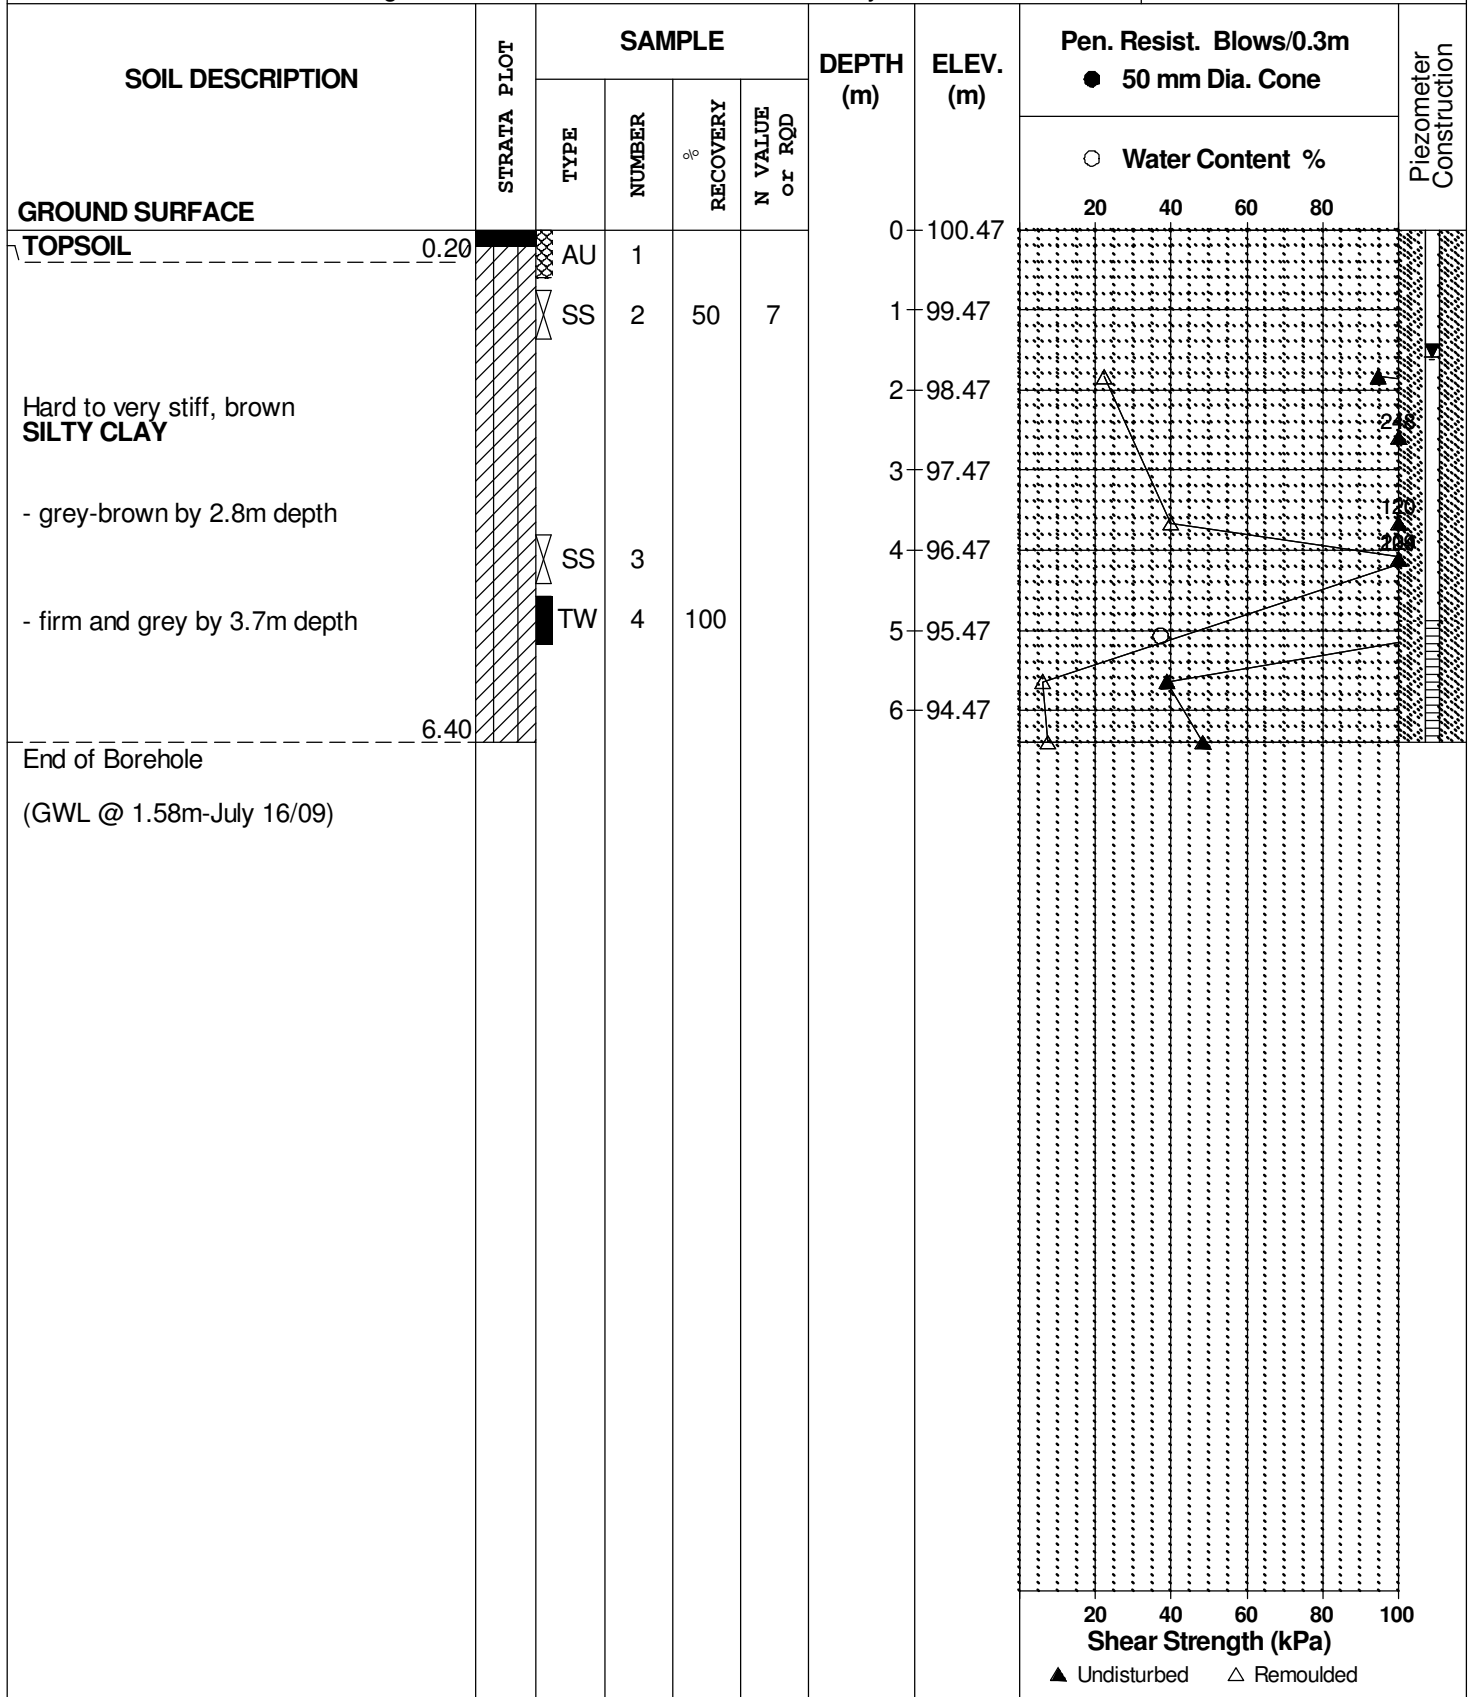 SOIL DESCRIPTION
GROUND SURFACE
STRATA PLOT
SAMPLE
TYPE
NUMBER
%
RECOVERY
N VALUE
or RQD
DEPTH
(m)
ELEV.
(m)
Pen. Resist. Blows/0.3m
● 50 mm Dia. Cone
○ Water Content %
20 40 60 80
Piezometer
Construction
TOPSOIL 0.20
AU 1
0 100.47
SS 2 50 7
1 99.47
2 98.47
Hard to very stiff, brown
SILTY CLAY
248
3 97.47
- grey-brown by 2.8m depth
120
SS 3
4 96.47
- firm and grey by 3.7m depth
TW 4 100
5 95.47
6 94.47
6.40
End of Borehole
(GWL @ 1.58m-July 16/09)
20 40 60 80 100
Shear Strength (kPa)
▲ Undisturbed △ Remoulded